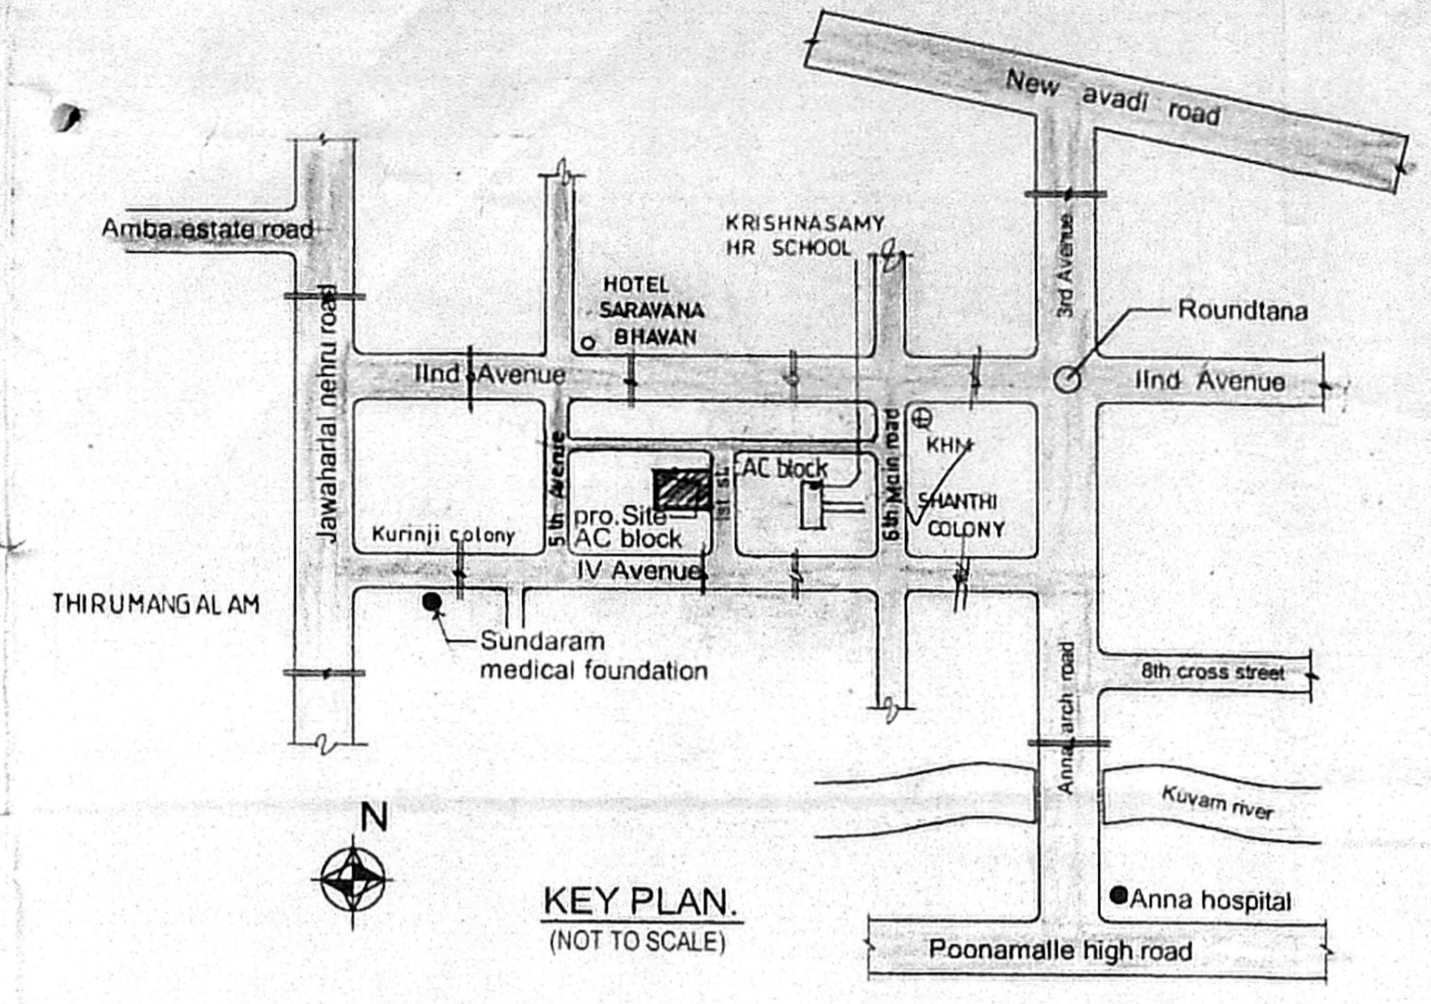 New avadi road
Amba.estate road
KRISHNASAMY
HR SCHOOL
3rd Avenue
HOTEL
SARAVANA
BHAVAN
Roundtana
Jawaharlal nehru road
IInd Avenue
IInd Avenue
5th Avenue
1st st.
AC block
6th Main road
KHM
SHANTHI
COLONY
pro.Site
AC block
Kurinji colony
IV Avenue
THIRUMANGALAM
Sundaram
medical foundation
Anna arch road
8th cross street
Kuvam river
N
KEY PLAN.
(NOT TO SCALE)
Anna hospital
Poonamalle high road